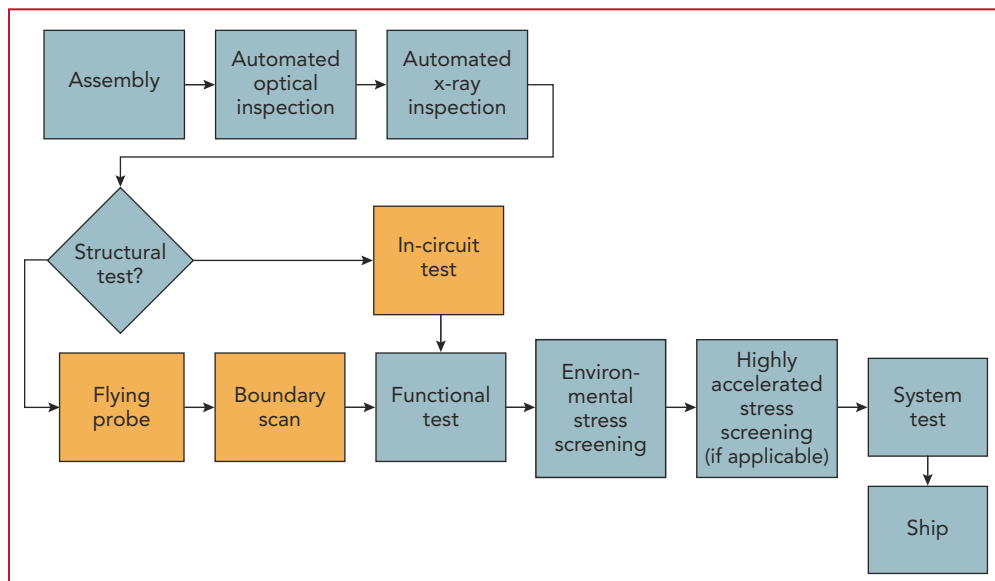 Assembly
Automated
optical
inspection
Automated
x-ray
inspection
Structural
test?
In-circuit
test
Flying
probe
Boundary
scan
Functional
test
Environ-
mental
stress
screening
Highly
accelerated
stress
screening
(if applicable)
System
test
Ship